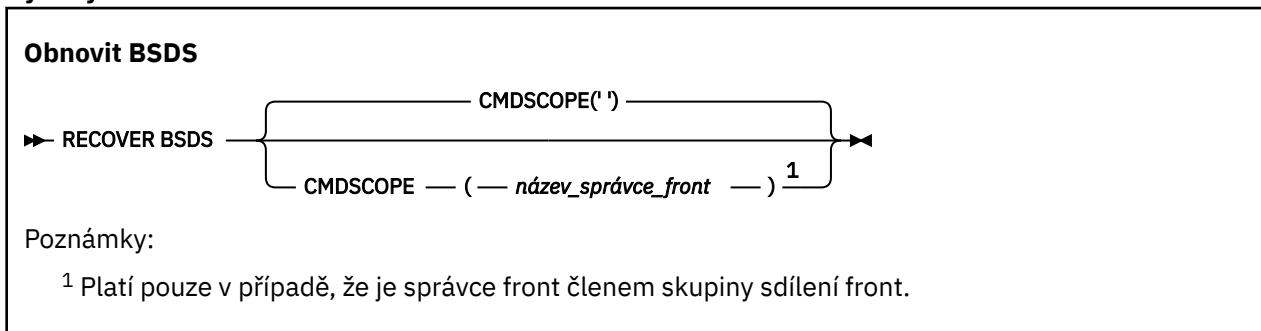 Obnovit BSDS
CMDSCOPE(' ')
RECOVER BSDS
CMDSCOPE ( název_správce_front ) 1
Poznámky:
1 Platí pouze v případě, že je správce front členem skupiny sdílení front.